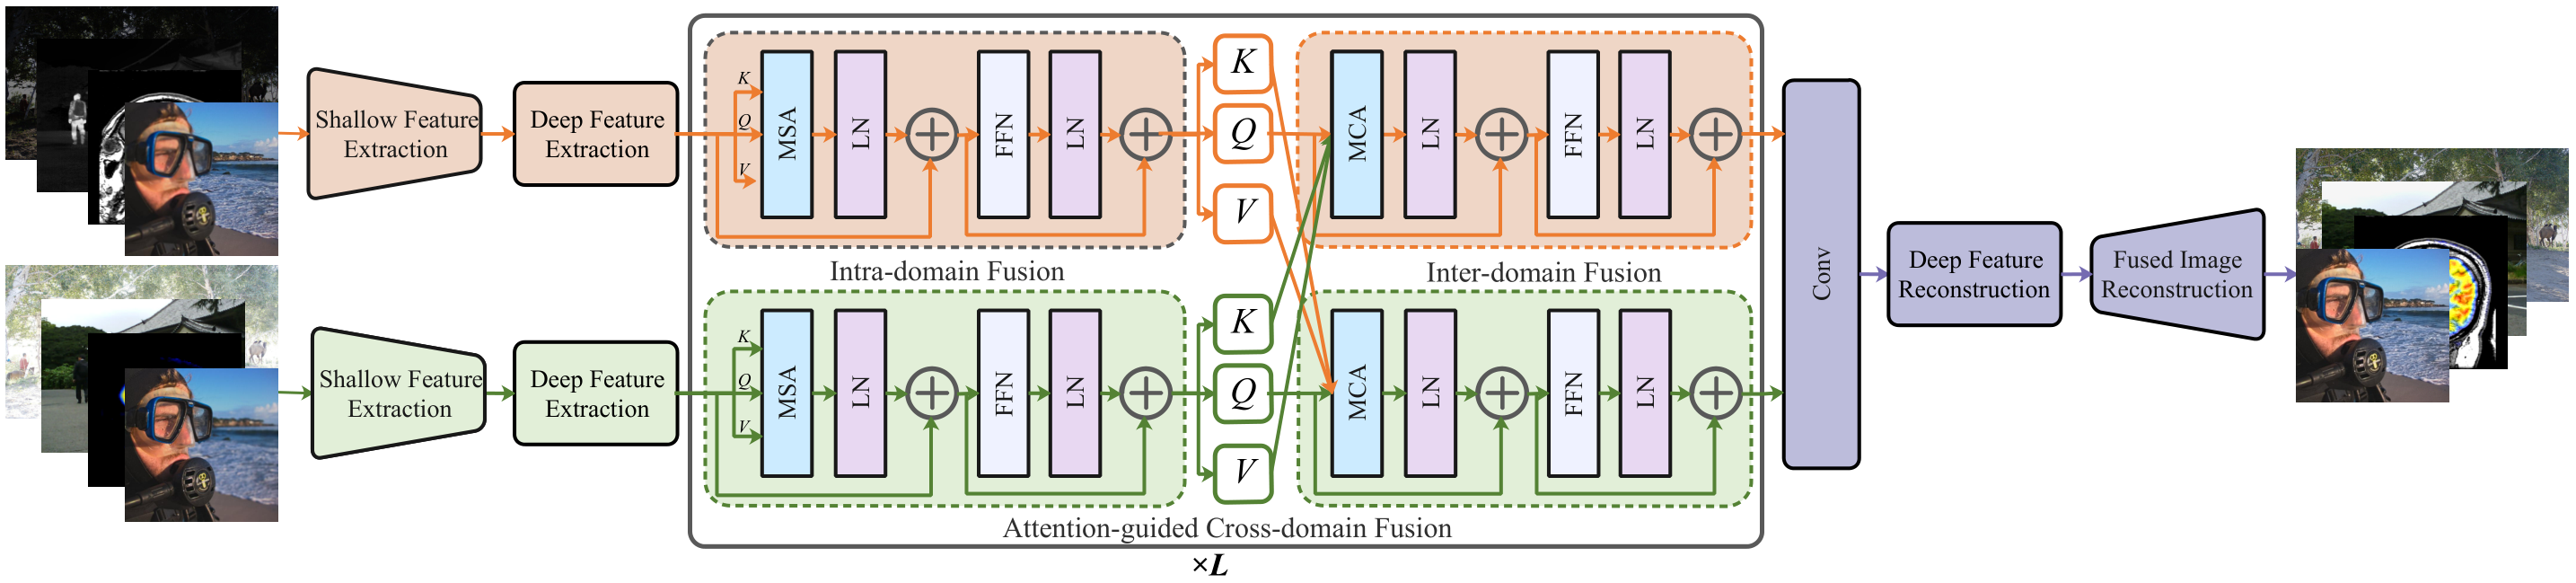 Shallow Feature
Extraction
Deep Feature
Extraction
K
Q
V
MSA
LN
FFN
LN
K
Q
V
MCA
LN
FFN
LN
Intra-domain Fusion
Inter-domain Fusion
Shallow Feature
Extraction
Deep Feature
Extraction
K
Q
V
MSA
LN
FFN
LN
K
Q
V
MCA
LN
FFN
LN
Attention-guided Cross-domain Fusion
×L
Conv
Deep Feature
Reconstruction
Fused Image
Reconstruction